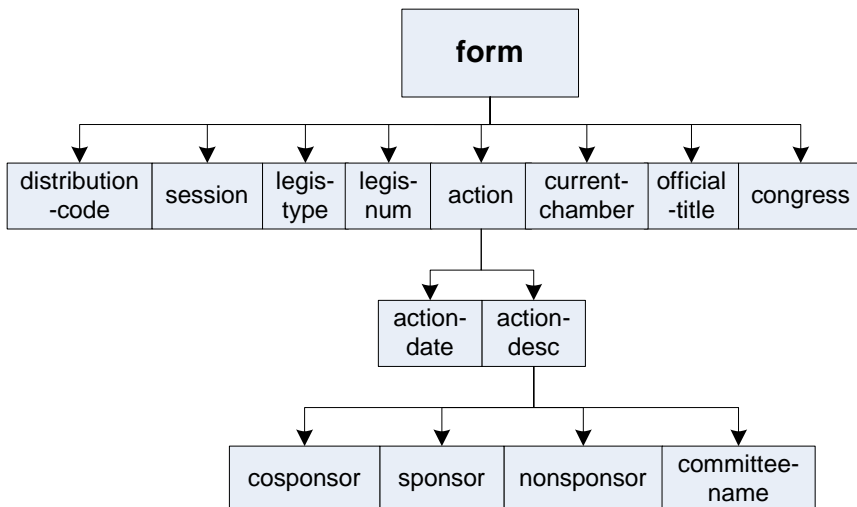 form
distribution
-code
session
legis-
type
legis-
num
action
current-
chamber
official
-title
congress
action-
date
action-
desc
cosponsor
sponsor
nonsponsor
committee-
name